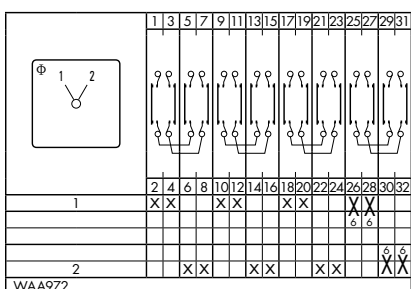 1 3 5 7 9 11 13 15 17 19 21 23 25 27 29 31
Φ 1 2
2 4 6 8 10 12 14 16 18 20 22 24 26 28 30 32
1 X X X X X X X X
6 6
6 6
2 X X X X X X X X
WAA972